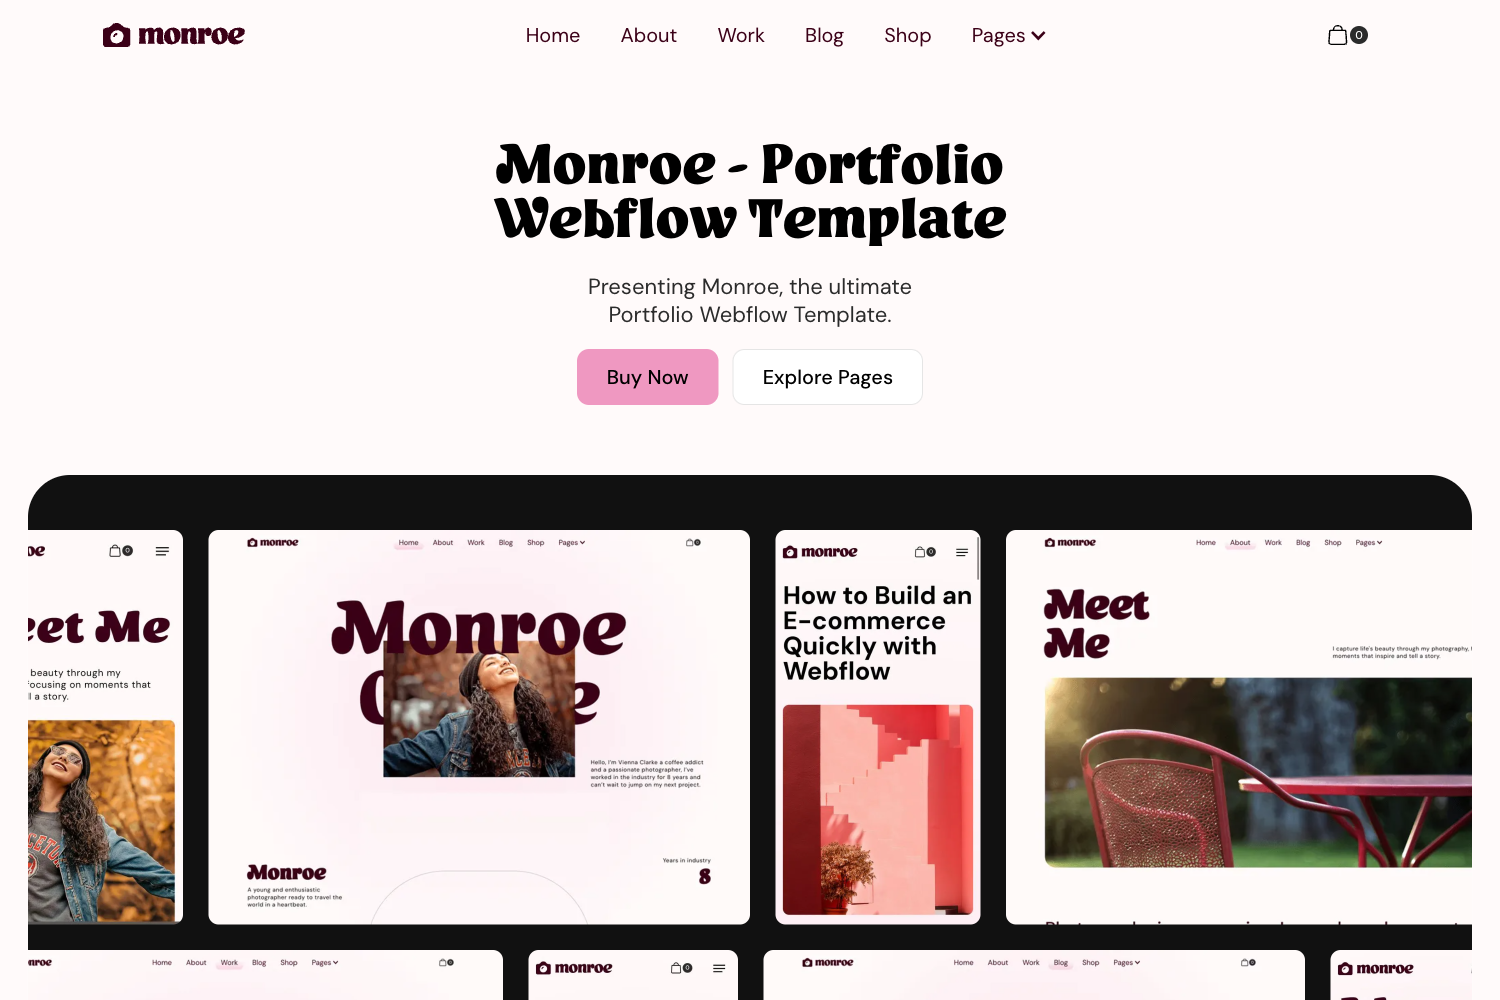 monroe
Home About Work Blog Shop Pages
0
Monroe - Portfolio
Webflow Template
Presenting Monroe, the ultimate
Portfolio Webflow Template.
Buy Now
Explore Pages
0
eet Me
beauty through my
focusing on moments that
ll a story.
monroe
Home About Work Blog Shop Pages
0
Monroe
Hello, I'm Vienna Clarke a coffee addict
and a passionate photographer, I've
worked in the industry for 8 years and
can't wait to jump on my next project.
Monroe
A young and enthusiastic
photographer ready to travel the
world in a heartbeat.
Years in industry
8
monroe
0
How to Build an
E-commerce
Quickly with
Webflow
monroe
Home About Work Blog Shop Pages
Meet
Me
I capture life's beauty through my photography,
moments that inspire and tell a story.
Home About Work Blog Shop Pages
0
monroe
0
monroe
Home About Work Blog Shop Pages
0
monroe